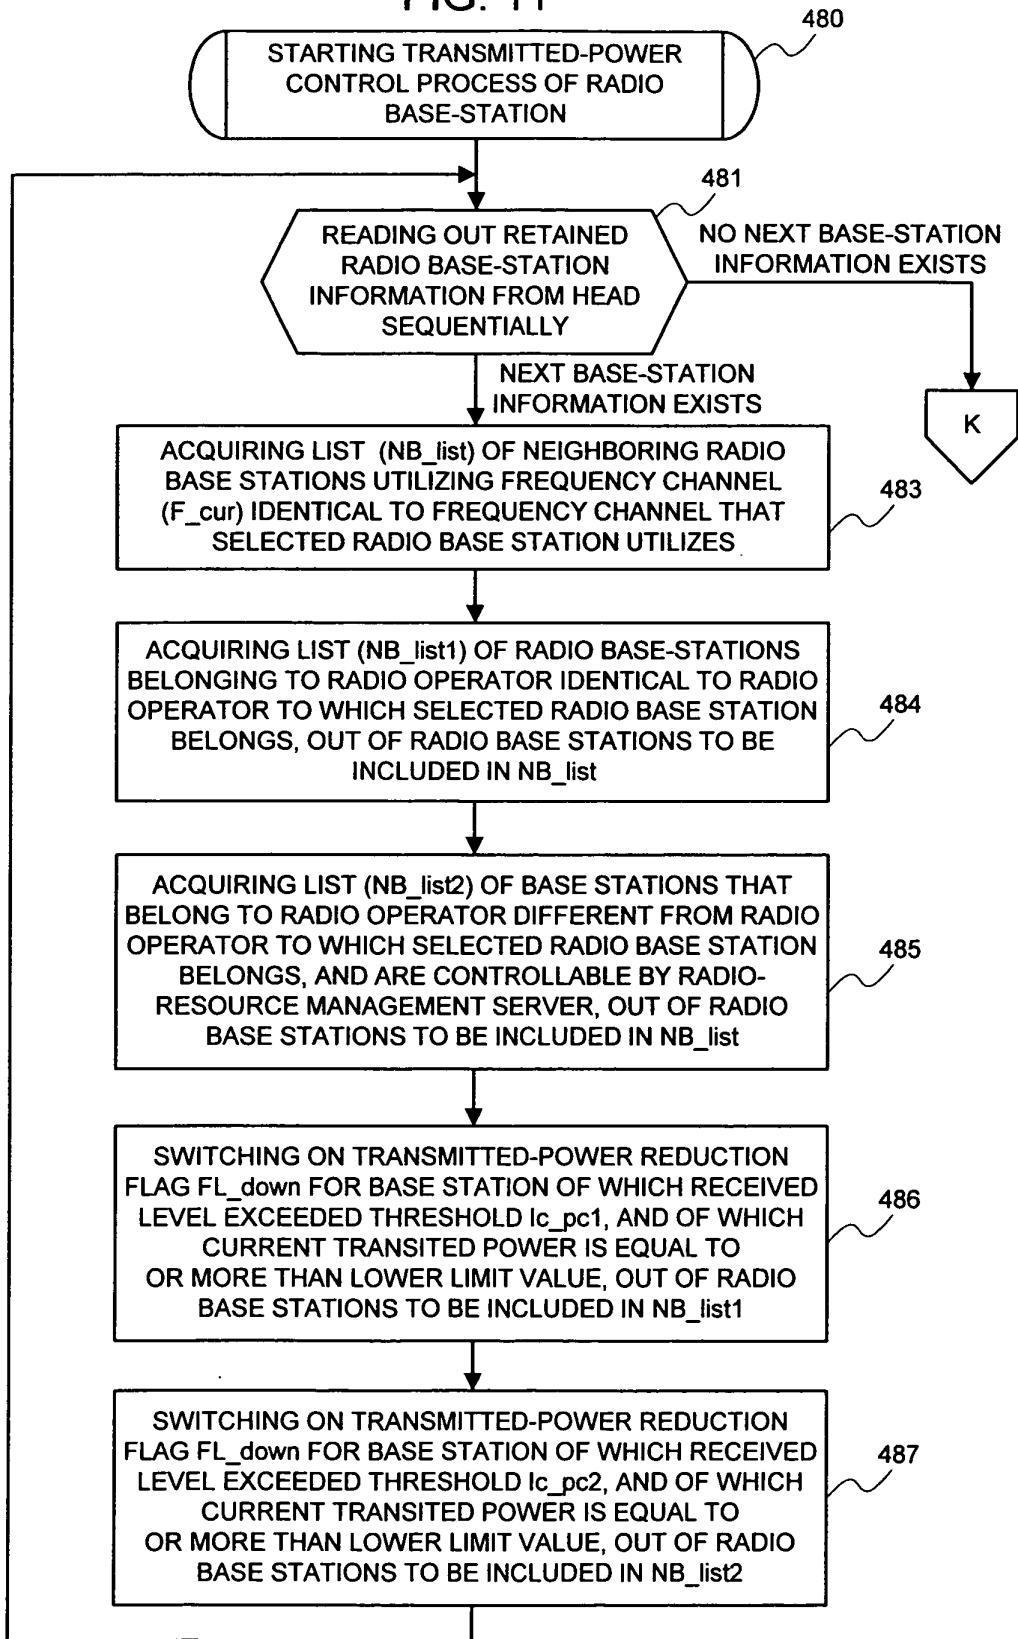 FIG. 11
480
STARTING TRANSMITTED-POWER
CONTROL PROCESS OF RADIO
BASE-STATION
481
READING OUT RETAINED
RADIO BASE-STATION
INFORMATION FROM HEAD
SEQUENTIALLY
NO NEXT BASE-STATION
INFORMATION EXISTS
NEXT BASE-STATION
INFORMATION EXISTS
K
ACQUIRING LIST (NB_list) OF NEIGHBORING RADIO
BASE STATIONS UTILIZING FREQUENCY CHANNEL
(F_cur) IDENTICAL TO FREQUENCY CHANNEL THAT
SELECTED RADIO BASE STATION UTILIZES
483
ACQUIRING LIST (NB_list1) OF RADIO BASE-STATIONS
BELONGING TO RADIO OPERATOR IDENTICAL TO RADIO
OPERATOR TO WHICH SELECTED RADIO BASE STATION
BELONGS, OUT OF RADIO BASE STATIONS TO BE
INCLUDED IN NB_list
484
ACQUIRING LIST (NB_list2) OF BASE STATIONS THAT
BELONG TO RADIO OPERATOR DIFFERENT FROM RADIO
OPERATOR TO WHICH SELECTED RADIO BASE STATION
BELONGS, AND ARE CONTROLLABLE BY RADIO-
RESOURCE MANAGEMENT SERVER, OUT OF RADIO
BASE STATIONS TO BE INCLUDED IN NB_list
485
SWITCHING ON TRANSMITTED-POWER REDUCTION
FLAG FL_down FOR BASE STATION OF WHICH RECEIVED
LEVEL EXCEEDED THRESHOLD Ic_pc1, AND OF WHICH
CURRENT TRANSITED POWER IS EQUAL TO
OR MORE THAN LOWER LIMIT VALUE, OUT OF RADIO
BASE STATIONS TO BE INCLUDED IN NB_list1
486
SWITCHING ON TRANSMITTED-POWER REDUCTION
FLAG FL_down FOR BASE STATION OF WHICH RECEIVED
LEVEL EXCEEDED THRESHOLD Ic_pc2, AND OF WHICH
CURRENT TRANSITED POWER IS EQUAL TO
OR MORE THAN LOWER LIMIT VALUE, OUT OF RADIO
BASE STATIONS TO BE INCLUDED IN NB_list2
487